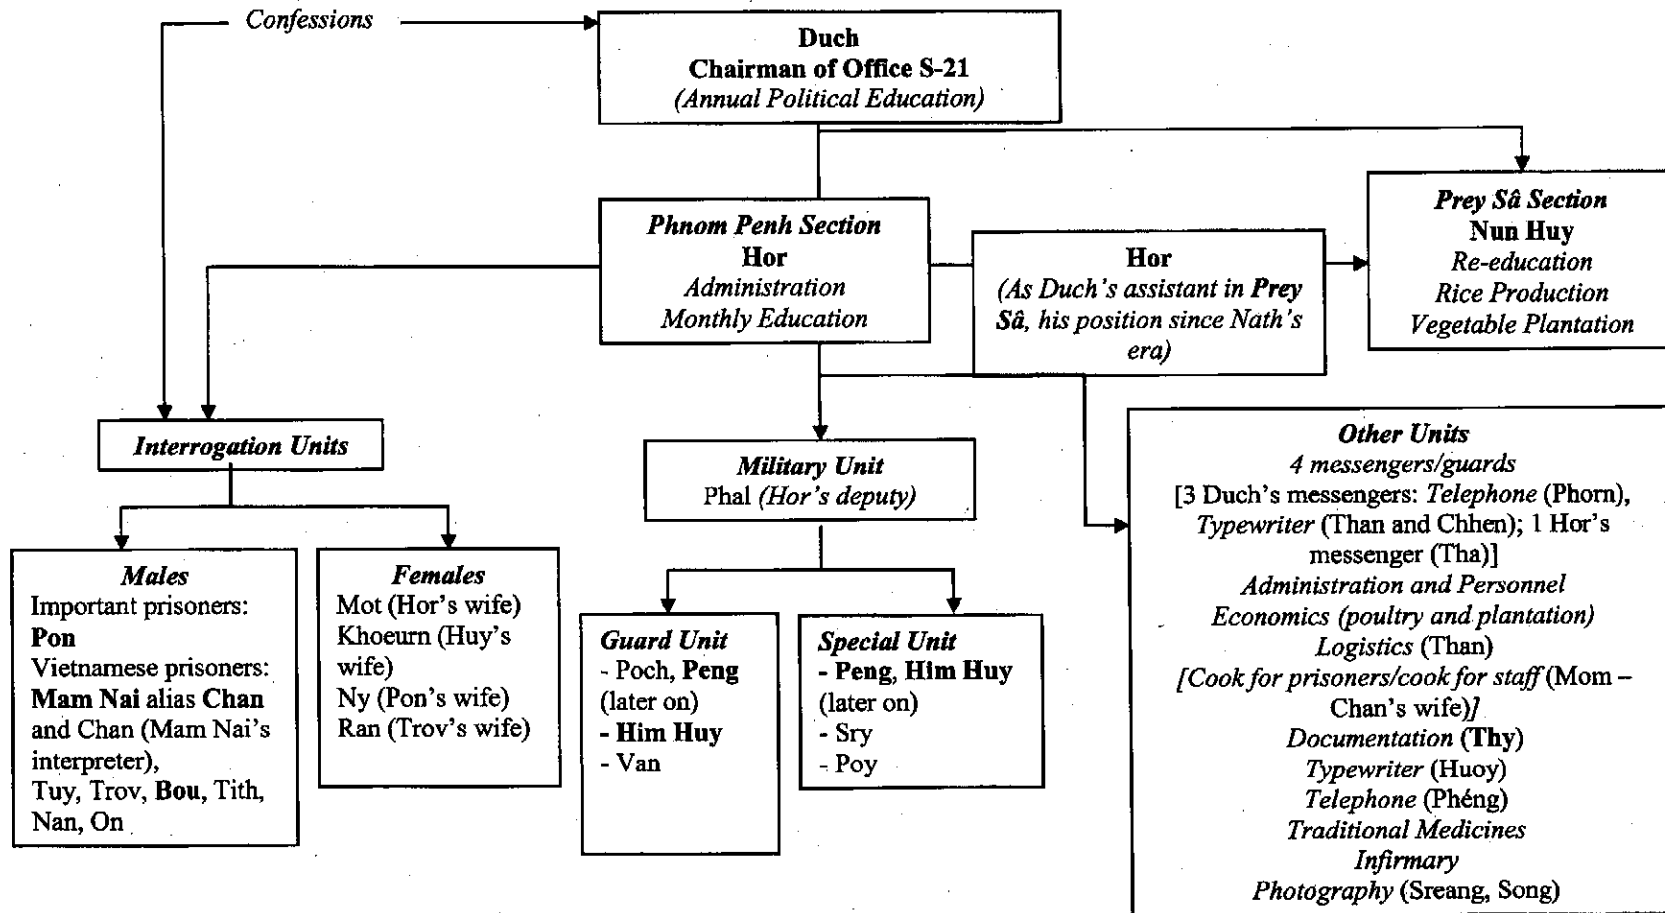 Confessions
Duch
Chairman of Office S-21
(Annual Political Education)
Phnom Penh Section
Hor
Administration
Monthly Education
Hor
(As Duch's assistant in Prey
Sâ, his position since Nath's
era)
Prey Sâ Section
Nun Huy
Re-education
Rice Production
Vegetable Plantation
Interrogation Units
Military Unit
Phal (Hor's deputy)
Males
Important prisoners:
Pon
Vietnamese prisoners:
Mam Nai alias Chan
and Chan (Mam Nai's
interpreter),
Tuy, Trov, Bou, Tith,
Nan, On
Females
Mot (Hor's wife)
Khoeurn (Huy's
wife)
Ny (Pon's wife)
Ran (Trov's wife)
Guard Unit
- Poch, Peng
(later on)
- Him Huy
- Van
Special Unit
- Peng, Him Huy
(later on)
- Sry
- Poy
Other Units
4 messengers/guards
[3 Duch's messengers: Telephone (Phorn),
Typewriter (Than and Chhen); 1 Hor's
messenger (Tha)]
Administration and Personnel
Economics (poultry and plantation)
Logistics (Than)
[Cook for prisoners/cook for staff (Mom –
Chan's wife)]
Documentation (Thy)
Typewriter (Huoy)
Telephone (Phéng)
Traditional Medicines
Infirmary
Photography (Sreang, Song)